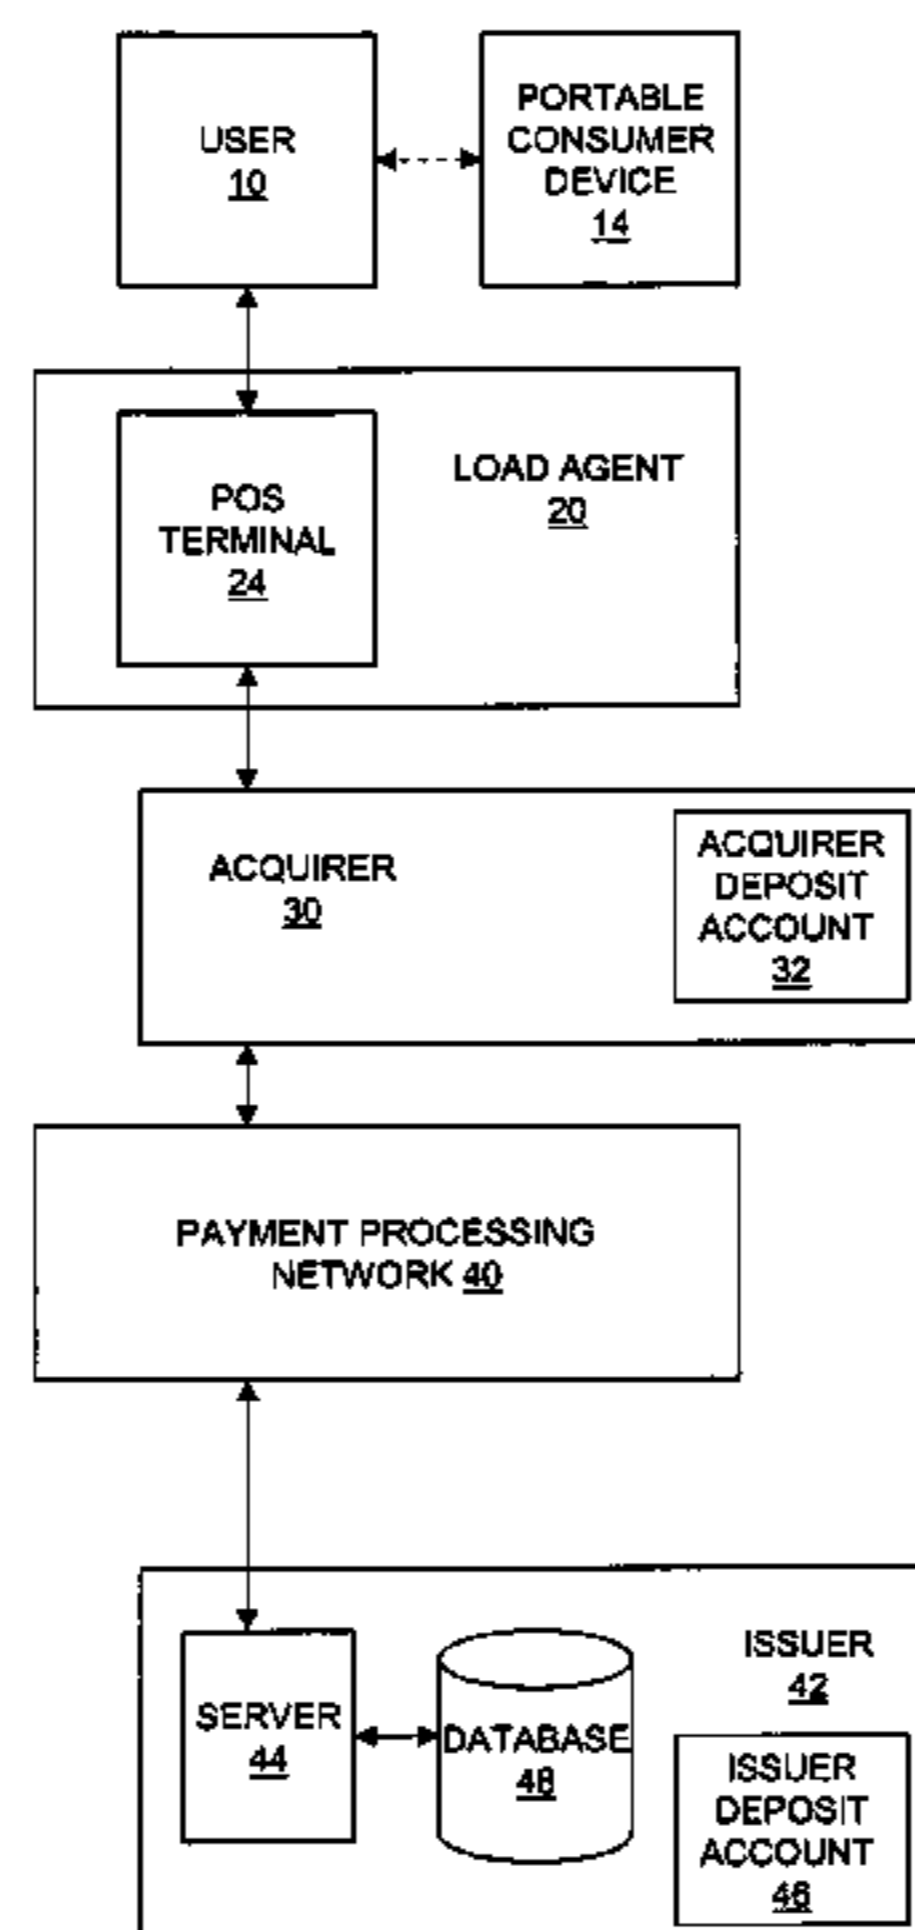 USER
10
PORTABLE
CONSUMER
DEVICE
14
LOAD AGENT
20
POS
TERMINAL
24
ACQUIRER
30
ACQUIRER
DEPOSIT
ACCOUNT
32
PAYMENT PROCESSING
NETWORK 40
ISSUER
42
SERVER
44
DATABASE
48
ISSUER
DEPOSIT
ACCOUNT
46